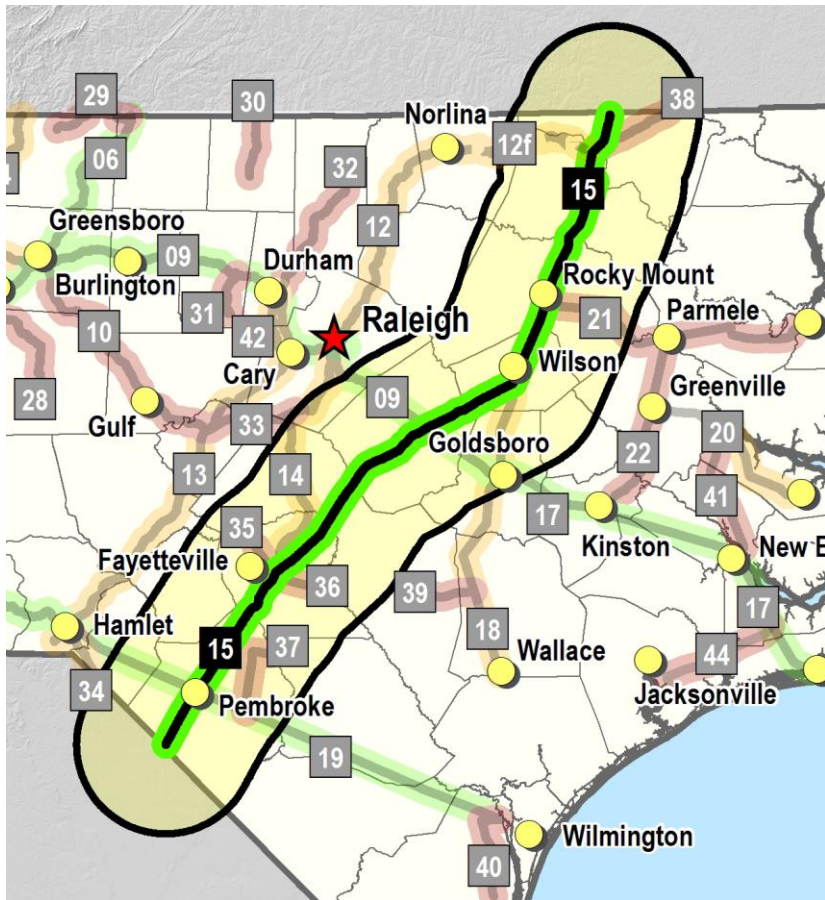 29
30
38
Norlina
12f
06
32
15
12
Greensboro
09
Durham
Burlington
Rocky Mount
31
Raleigh
21
Parmele
10
42
Cary
Wilson
28
Gulf
33
09
Greenville
Goldsboro
20
13
14
22
41
17
35
Kinston
New B
Fayetteville
36
39
17
Hamlet
15
37
18
Wallace
44
34
Pembroke
Jacksonville
19
Wilmington
40